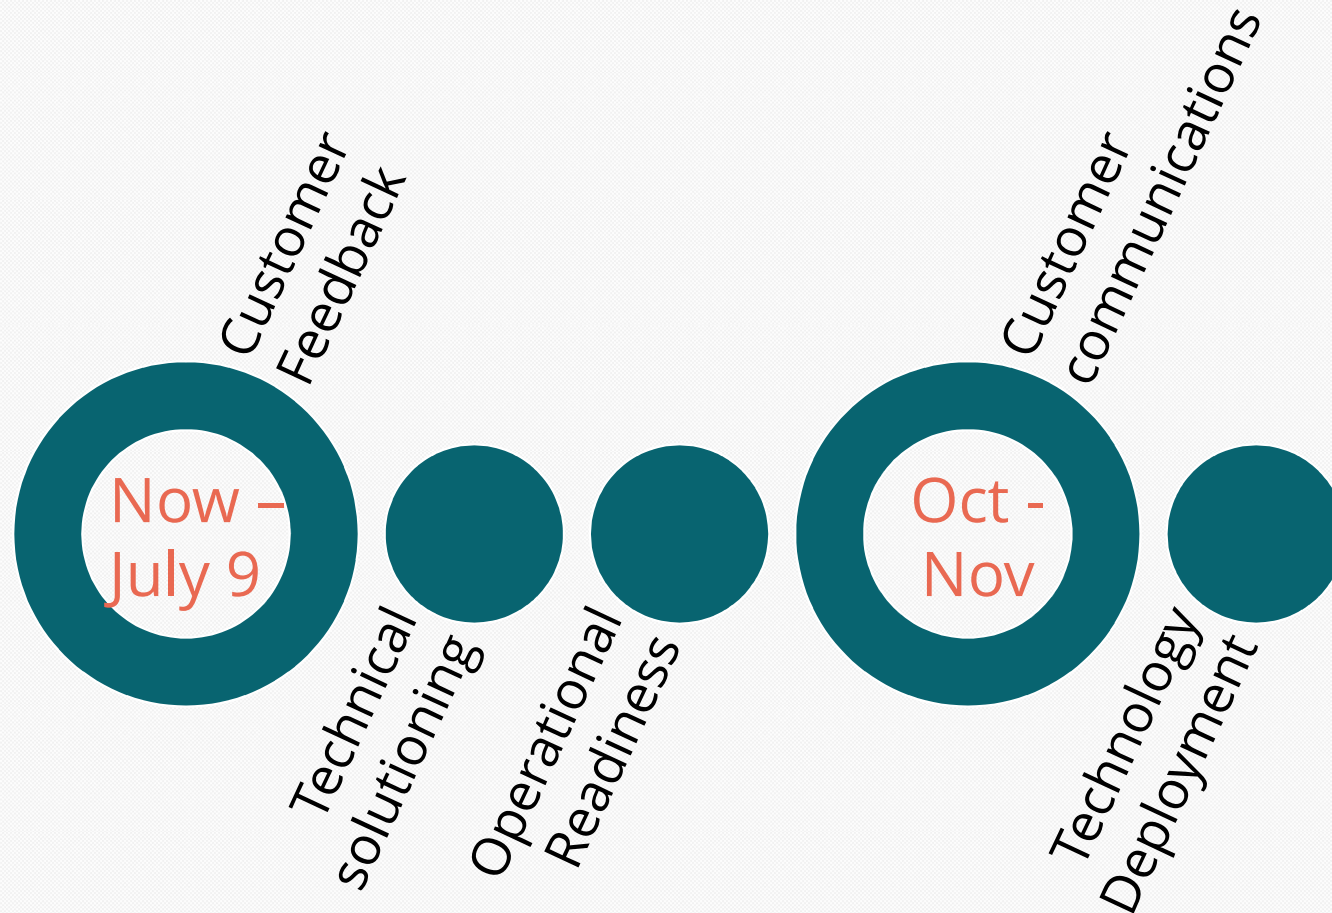 Customer
Feedback
Now –
July 9
Technical
solutioning
Operational
Readiness
Customer
communications
Oct -
Nov
Technology
Deployment